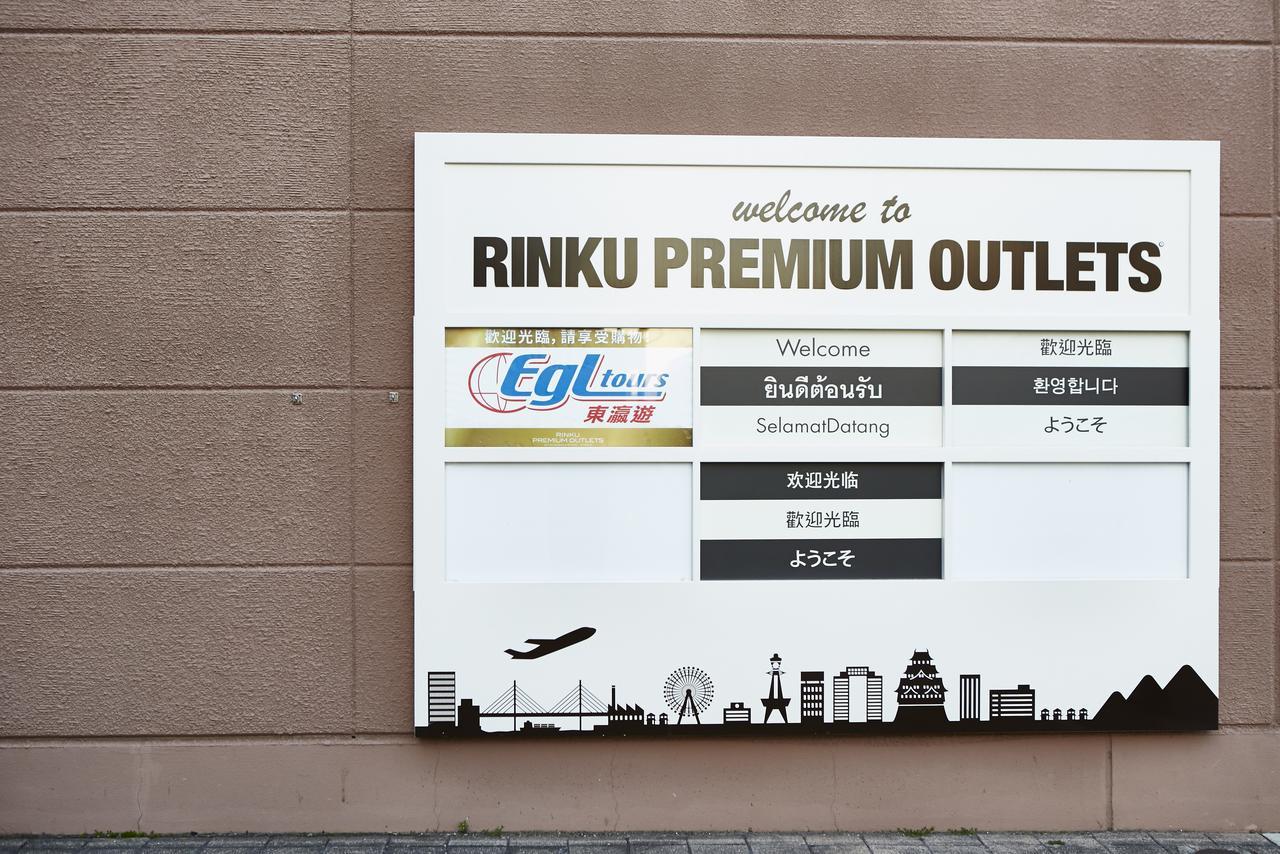 welcome to
RINKU PREMIUM OUTLETS
歡迎光臨, 請享受購物!
EGL tours
東瀛遊
RINKU
PREMIUM OUTLETS
Welcome
ยินดีต้อนรับ
SelamatDatang
歡迎光臨
환영합니다
ようこそ
欢迎光临
歡迎光臨
ようこそ